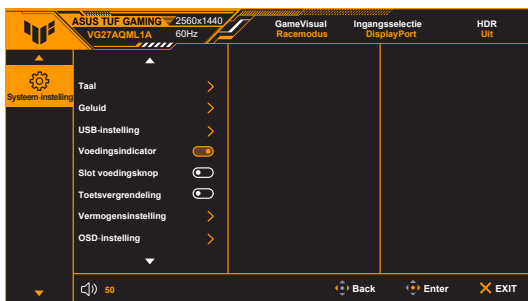 ASUS TUF GAMING 2560x1440 GameVisual Ingangsselectie HDR
VG27AQML1A 60Hz Racemodus DisplayPort Uit
Systeem-instelling
Taal
Geluid
USB-instelling
Voedingsindicator
Slot voedingsknop
Toetsvergrendeling
Vermogensinstelling
OSD-instelling
50 Back Enter EXIT